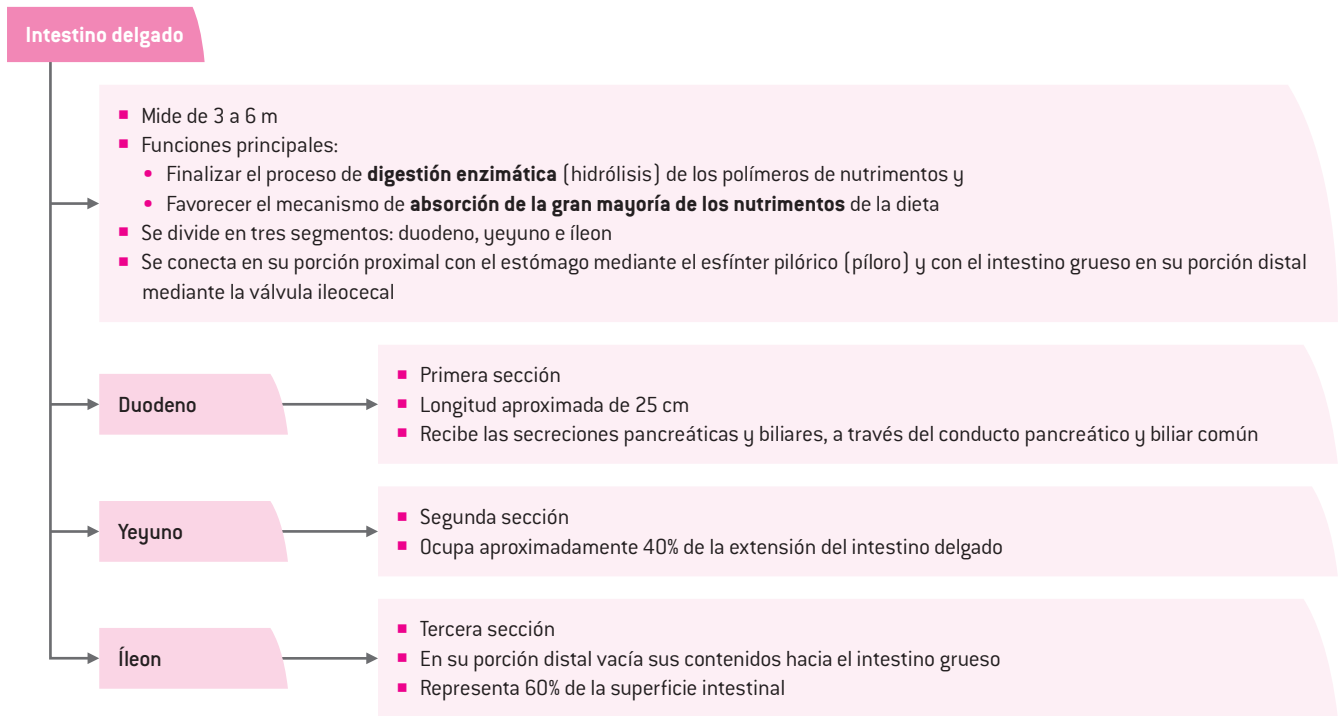 Intestino delgado
▪ Mide de 3 a 6 m
▪ Funciones principales:
• Finalizar el proceso de digestión enzimática (hidrólisis) de los polímeros de nutrimentos y
• Favorecer el mecanismo de absorción de la gran mayoría de los nutrimentos de la dieta
▪ Se divide en tres segmentos: duodeno, yeyuno e íleon
▪ Se conecta en su porción proximal con el estómago mediante el esfínter pilórico (píloro) y con el intestino grueso en su porción distal
mediante la válvula ileocecal
Duodeno
▪ Primera sección
▪ Longitud aproximada de 25 cm
▪ Recibe las secreciones pancreáticas y biliares, a través del conducto pancreático y biliar común
Yeyuno
▪ Segunda sección
▪ Ocupa aproximadamente 40% de la extensión del intestino delgado
Íleon
▪ Tercera sección
▪ En su porción distal vacía sus contenidos hacia el intestino grueso
▪ Representa 60% de la superficie intestinal